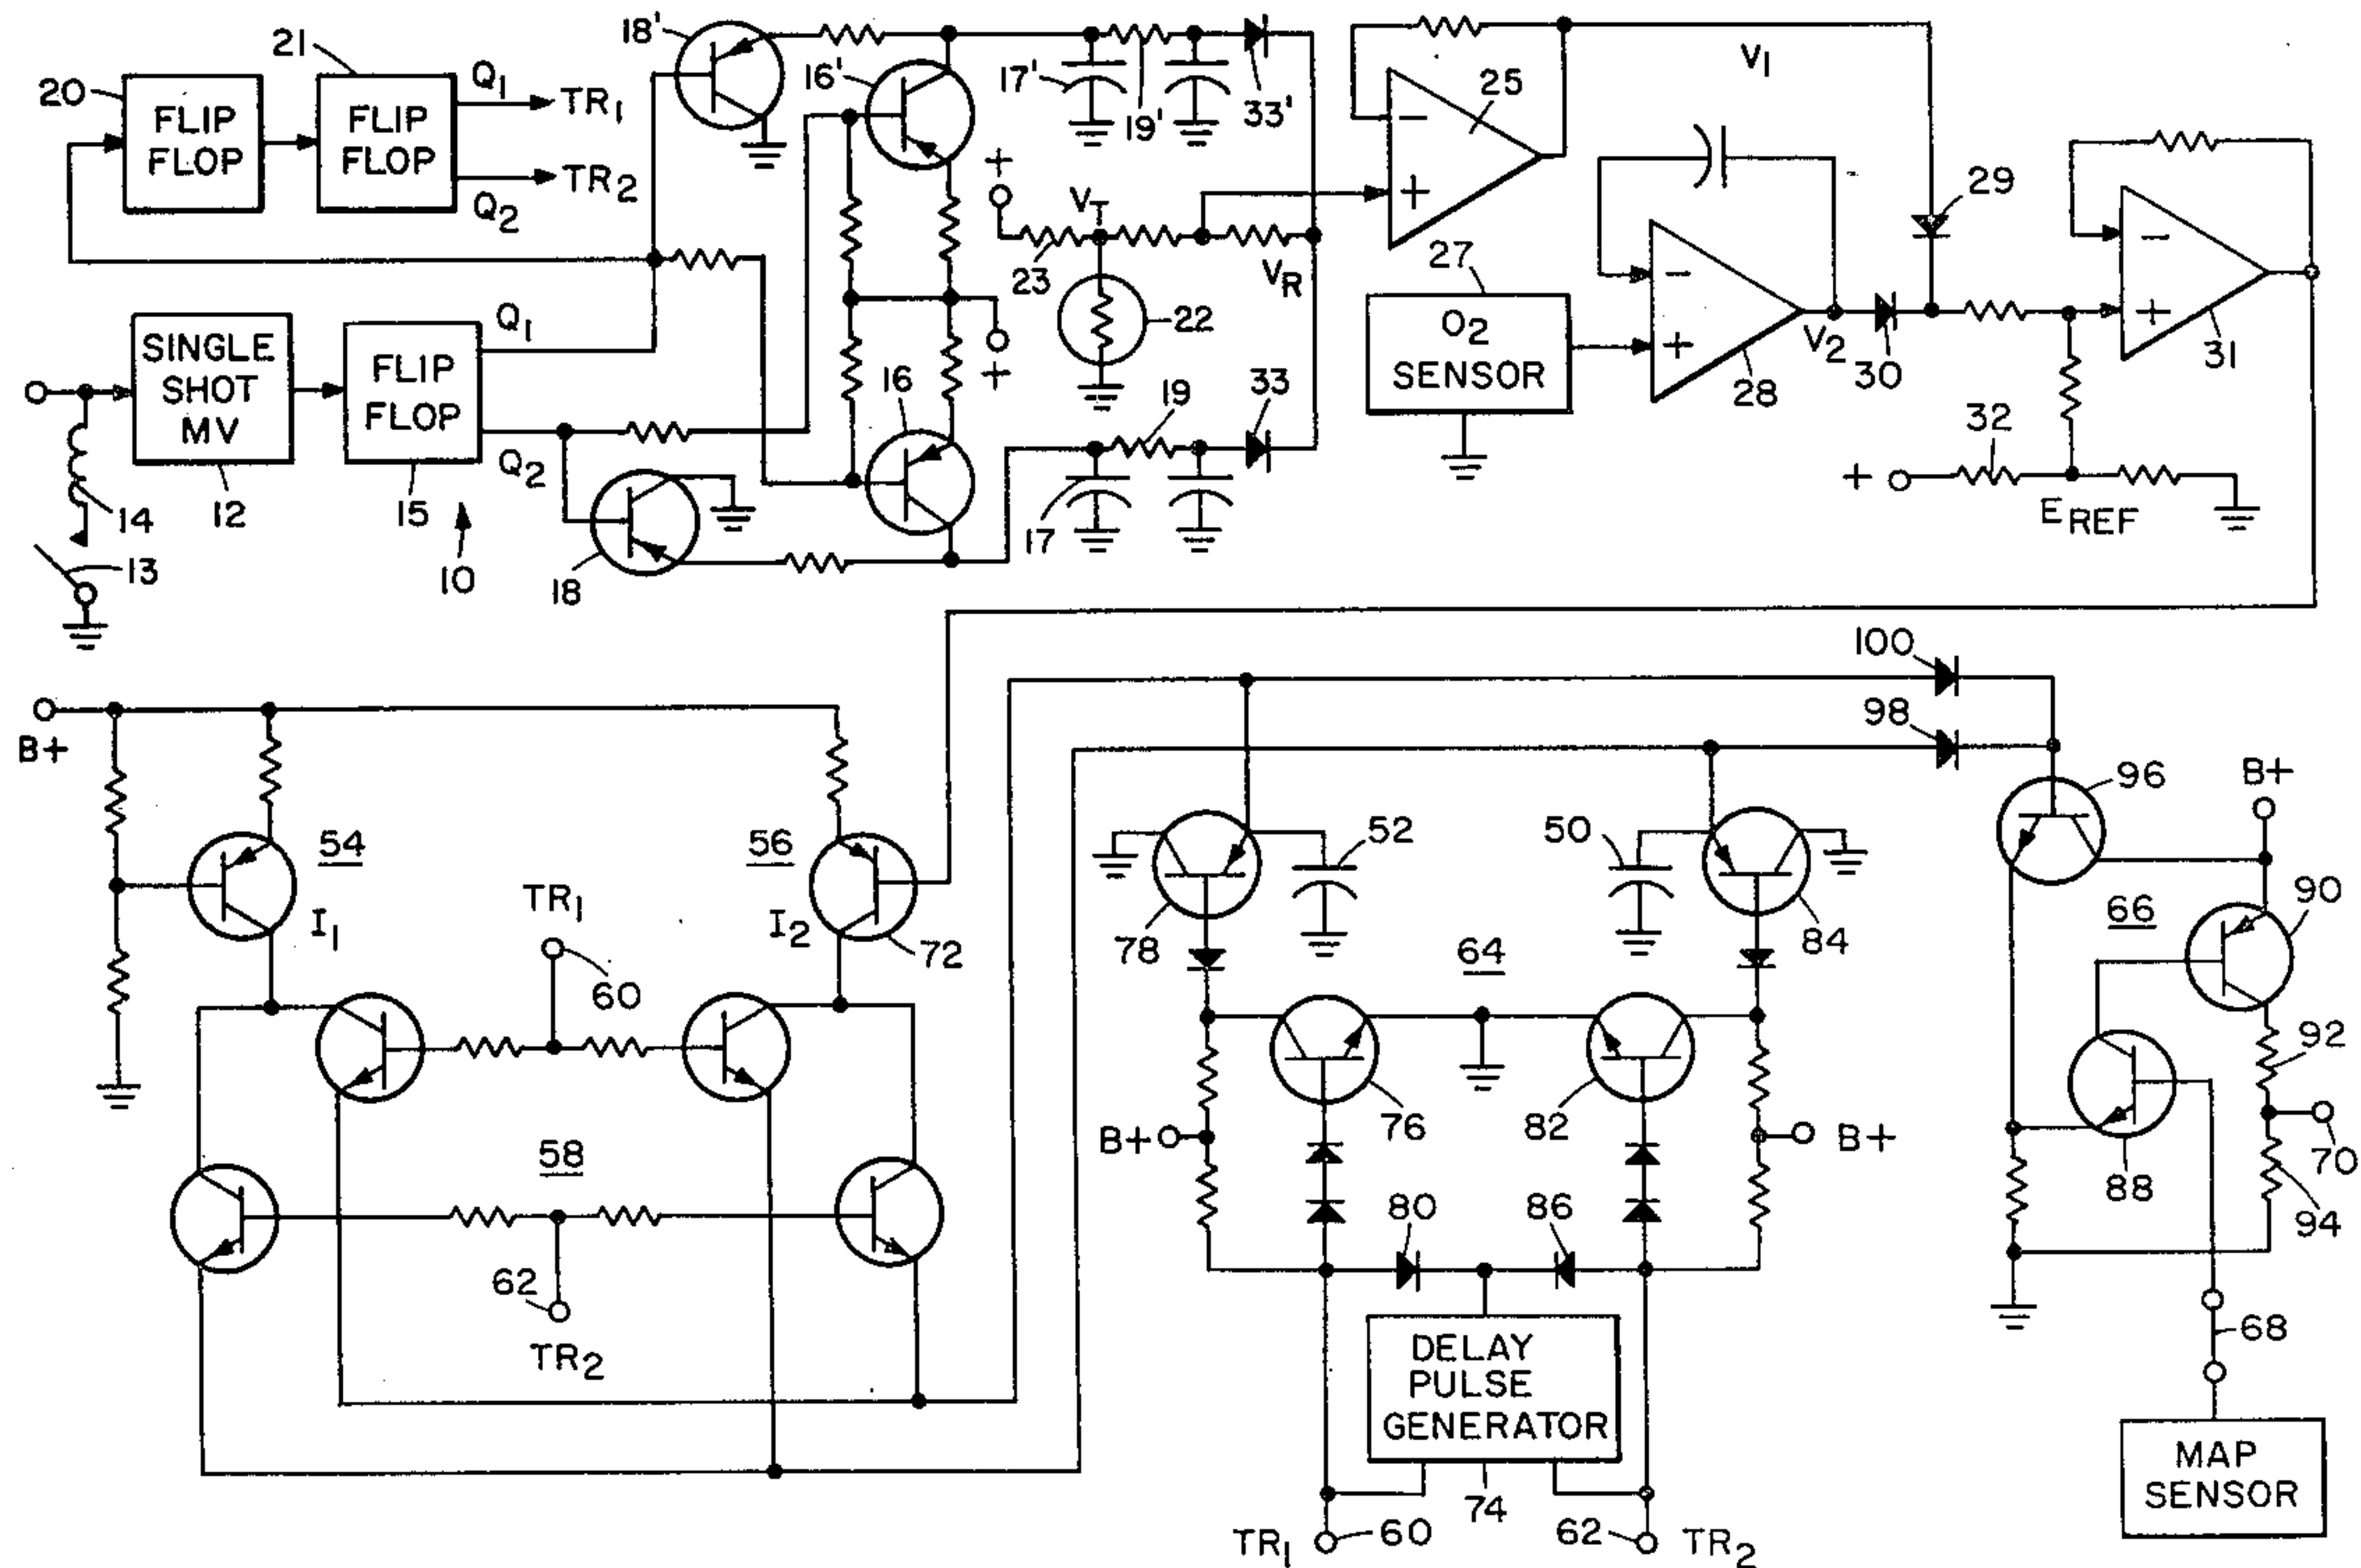 20
FLIP
FLOP
21
FLIP
FLOP
Q1
TR1
Q2
TR2
18'
16'
17'
19'
33'
+
VT
23
22
VR
+
SINGLE
SHOT
MV
12
FLIP
FLOP
15
Q1
Q2
14
13
10
18
16
17
19
33
25
−
+
V1
27
O2
SENSOR
−
+
28
V2
29
30
−
+
31
32
+
EREF
B+
54
I1
56
I2
72
TR1
60
58
62
TR2
100
98
78
52
50
84
64
76
82
B+
B+
80
86
DELAY
PULSE
GENERATOR
74
TR1
60
62
TR2
96
B+
66
90
92
88
70
94
68
MAP
SENSOR